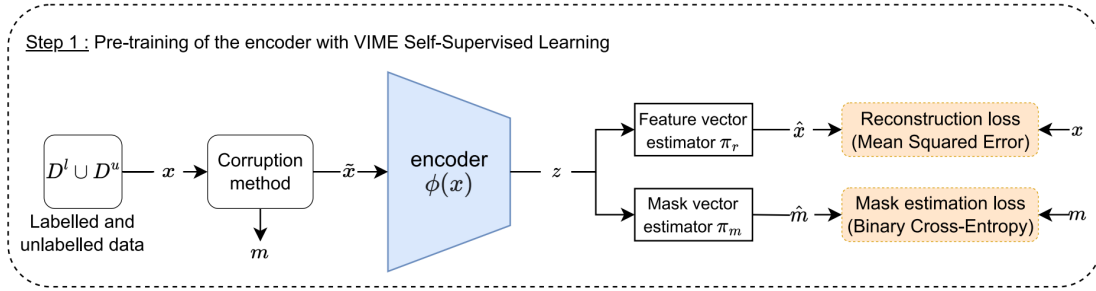 Step 1 : Pre-training of the encoder with VIME Self-Supervised Learning
D^l ∪ D^u
Labelled and
unlabelled data
x
Corruption
method
m
x̃
encoder
ϕ(x)
z
Feature vector
estimator π_r
x̂
Reconstruction loss
(Mean Squared Error)
x
Mask vector
estimator π_m
m̂
Mask estimation loss
(Binary Cross-Entropy)
m